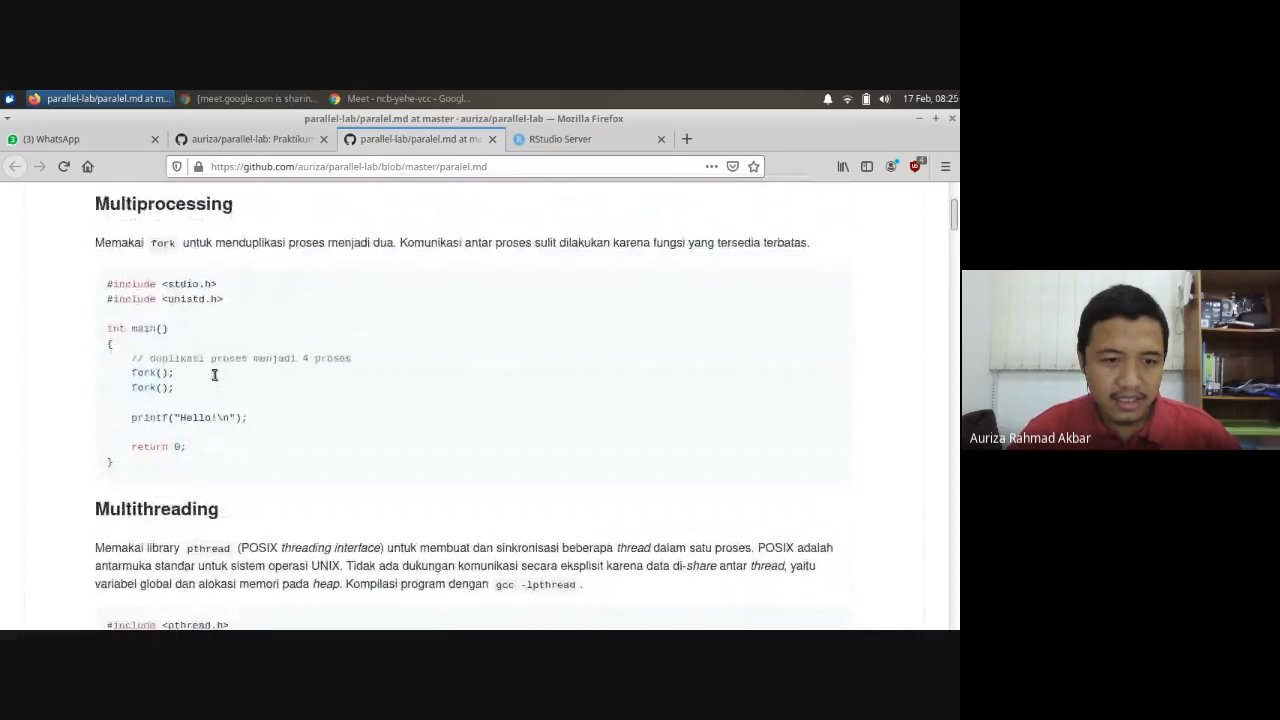 parallel-lab/paralel.md at m...
[meet.google.com is sharin...
Meet - ncb-yehe-vcc - Googl...
17 Feb, 08:25
parallel-lab/paralel.md at master · auriza/parallel-lab — Mozilla Firefox
(3) WhatsApp
auriza/parallel-lab: Praktikum
parallel-lab/paralel.md at ma
RStudio Server
https://github.com/auriza/parallel-lab/blob/master/paralel.md
4
Multiprocessing
Memakai fork untuk menduplikasi proses menjadi dua. Komunikasi antar proses sulit dilakukan karena fungsi yang tersedia terbatas.
#include <stdio.h>
#include <unistd.h>
int main()
{
// duplikasi proses menjadi 4 proses
fork();
fork();
printf("Hello!\n");
return 0;
}
Multithreading
Memakai library pthread (POSIX threading interface) untuk membuat dan sinkronisasi beberapa thread dalam satu proses. POSIX adalah
antarmuka standar untuk sistem operasi UNIX. Tidak ada dukungan komunikasi secara eksplisit karena data di-share antar thread, yaitu
variabel global dan alokasi memori pada heap. Kompilasi program dengan gcc -lpthread .
#include <pthread.h>
Auriza Rahmad Akbar